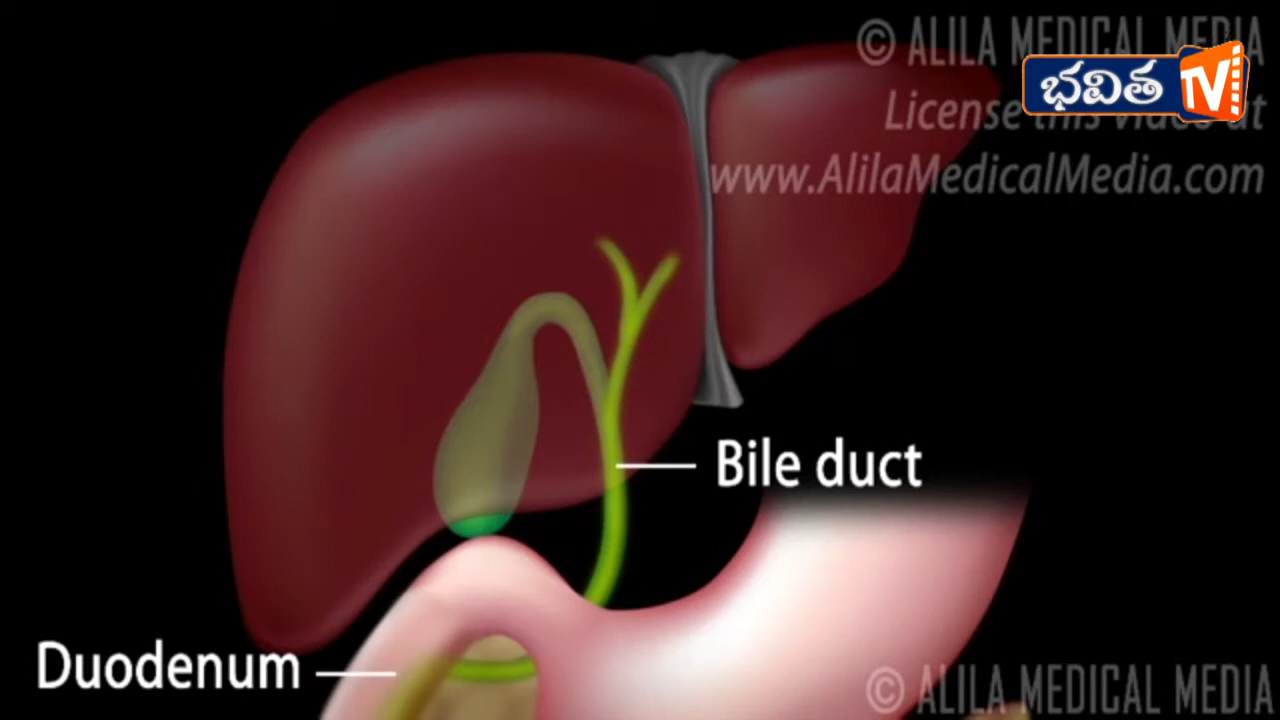 © ALILA MEDICAL MEDIA
భవిత TV
License this video at
www.AlilaMedicalMedia.com
Bile duct
Duodenum
© ALILA MEDICAL MEDIA